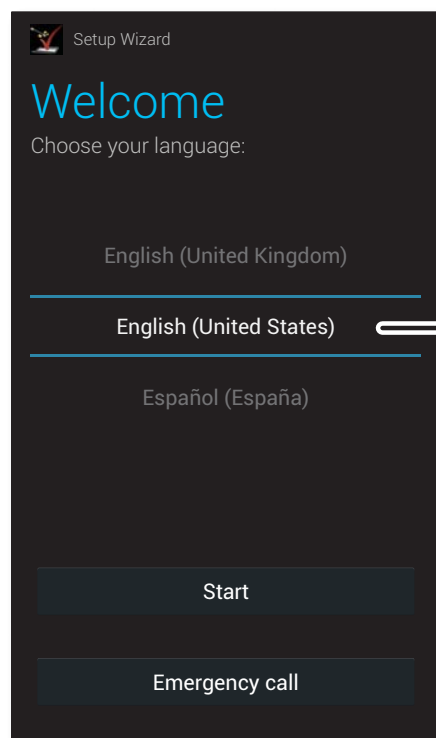 Setup Wizard
Welcome
Choose your language:
English (United Kingdom)
English (United States)
Español (España)
Start
Emergency call